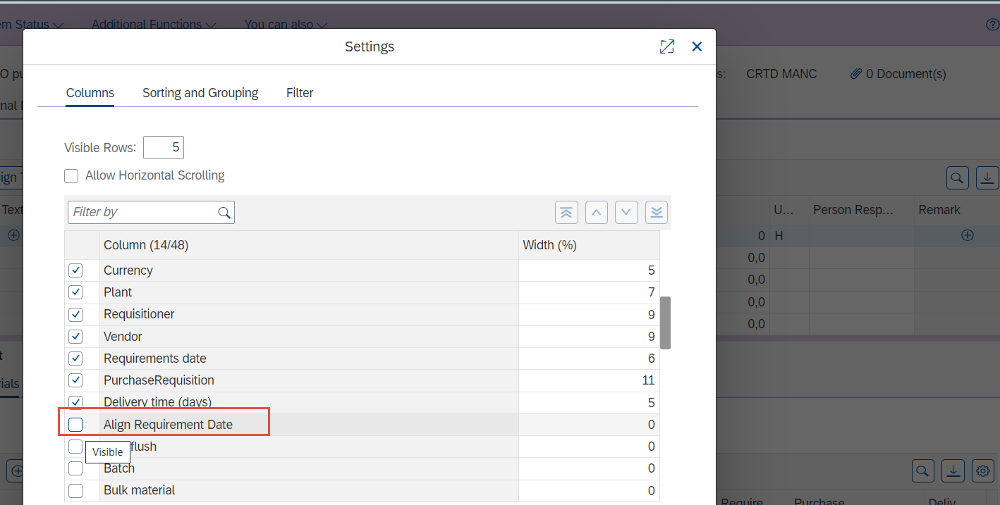 em Status
Additional Functions
You can also
Settings
O pu
s:
CRTD MANC
0 Document(s)
nal D
Columns
Sorting and Grouping
Filter
Visible Rows:
5
Allow Horizontal Scrolling
ign T
Filter by
Text
U...
Person Resp...
Remark
0
H
0,0
0,0
0,0
0,0
Column (14/48)
Width (%)
Currency
5
Plant
7
Requisitioner
9
Vendor
9
Requirements date
6
PurchaseRequisition
11
Delivery time (days)
5
Align Requirement Date
0
flush
0
Visible
Batch
0
Bulk material
0
t
rials
Require
Purchase
Deliv